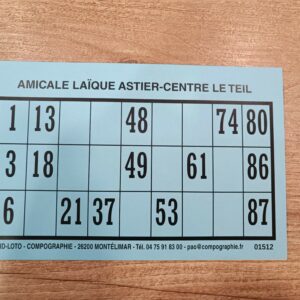 AMICALE LAÏQUE ASTIER-CENTRE LE TEIL
1 13 48 74 80
3 18 49 61 86
6 21 37 53 87
D-LOTO - COMPOGRAPHIE - 26200 MONTÉLIMAR - Tél. 04 75 91 83 00 - pao@compographie.fr 01512